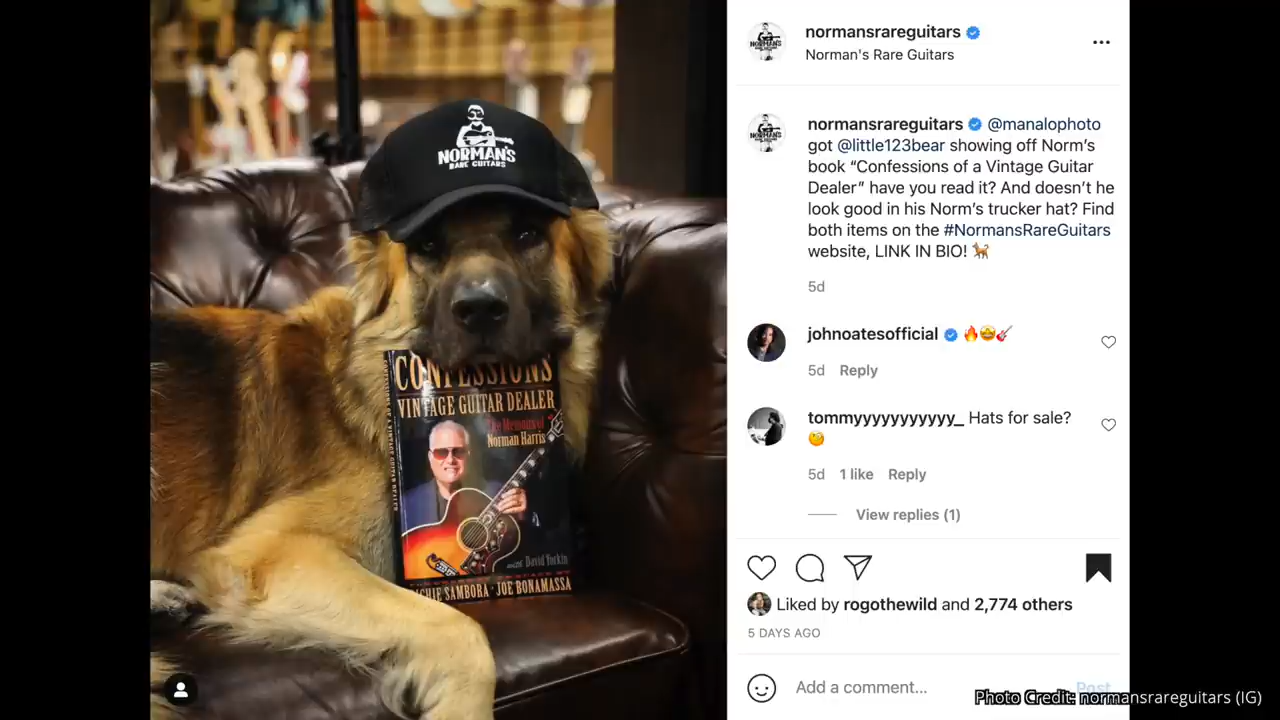 NORMAN'S
RARE GUITARS
CONFESSIONS
VINTAGE GUITAR DEALER
The Memoirs of
Norman Harris
with David Yorkin
RICHIE SAMBORA · JOE BONAMASSA
normansrareguitars
Norman's Rare Guitars
normansrareguitars @manalophoto
got @little123bear showing off Norm's
book “Confessions of a Vintage Guitar
Dealer” have you read it? And doesn't he
look good in his Norm's trucker hat? Find
both items on the #NormansRareGuitars
website, LINK IN BIO! 🐕
5d
johnoatesofficial 🔥🤩🎸
5d Reply
tommyyyyyyyyyyy_ Hats for sale?
🧐
5d 1 like Reply
View replies (1)
Liked by rogothewild and 2,774 others
5 DAYS AGO
Add a comment... Post
Photo Credit: normansrareguitars (IG)